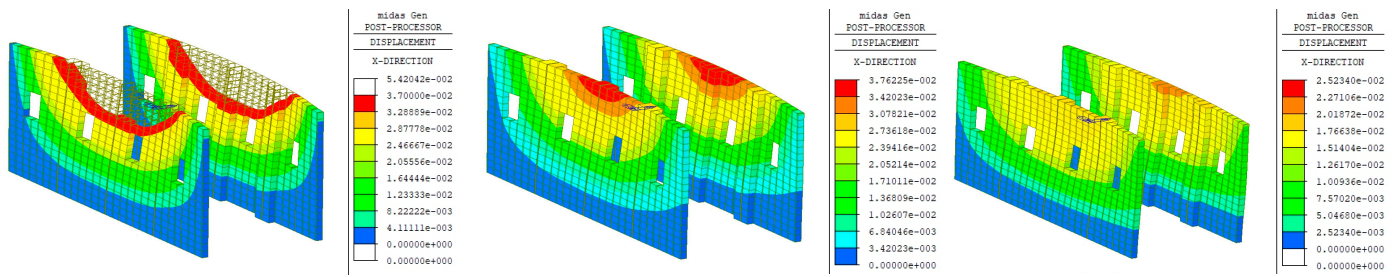 midas Gen
POST-PROCESSOR
DISPLACEMENT
X-DIRECTION
5.42042e-002
3.70000e-002
3.28889e-002
2.87778e-002
2.46667e-002
2.05556e-002
1.64444e-002
1.23333e-002
8.22222e-003
4.11111e-003
0.00000e+000
0.00000e+000
midas Gen
POST-PROCESSOR
DISPLACEMENT
X-DIRECTION
3.76225e-002
3.42023e-002
3.07821e-002
2.73618e-002
2.39416e-002
2.05214e-002
1.71011e-002
1.36809e-002
1.02607e-002
6.84046e-003
3.42023e-003
0.00000e+000
midas Gen
POST-PROCESSOR
DISPLACEMENT
X-DIRECTION
2.52340e-002
2.27106e-002
2.01872e-002
1.76638e-002
1.51404e-002
1.26170e-002
1.00936e-002
7.57020e-003
5.04680e-003
2.52340e-003
0.00000e+000
0.00000e+000